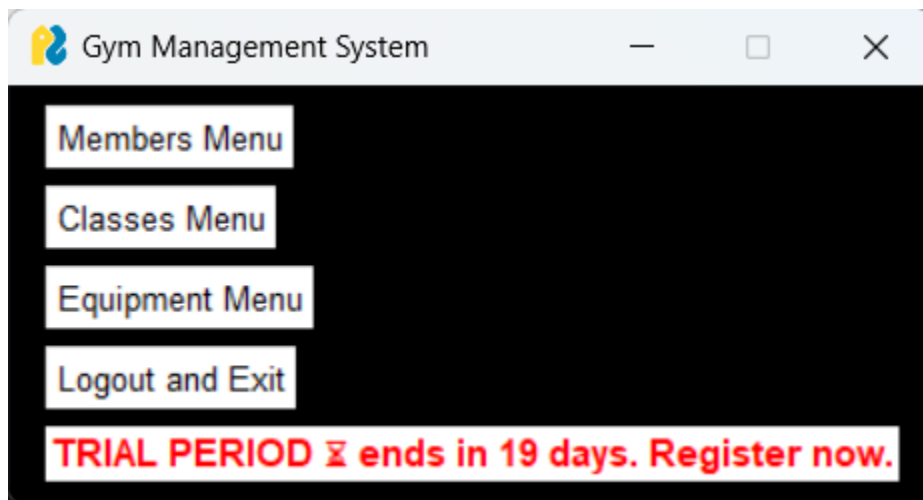 Gym Management System
Members Menu
Classes Menu
Equipment Menu
Logout and Exit
TRIAL PERIOD ⌛ ends in 19 days. Register now.